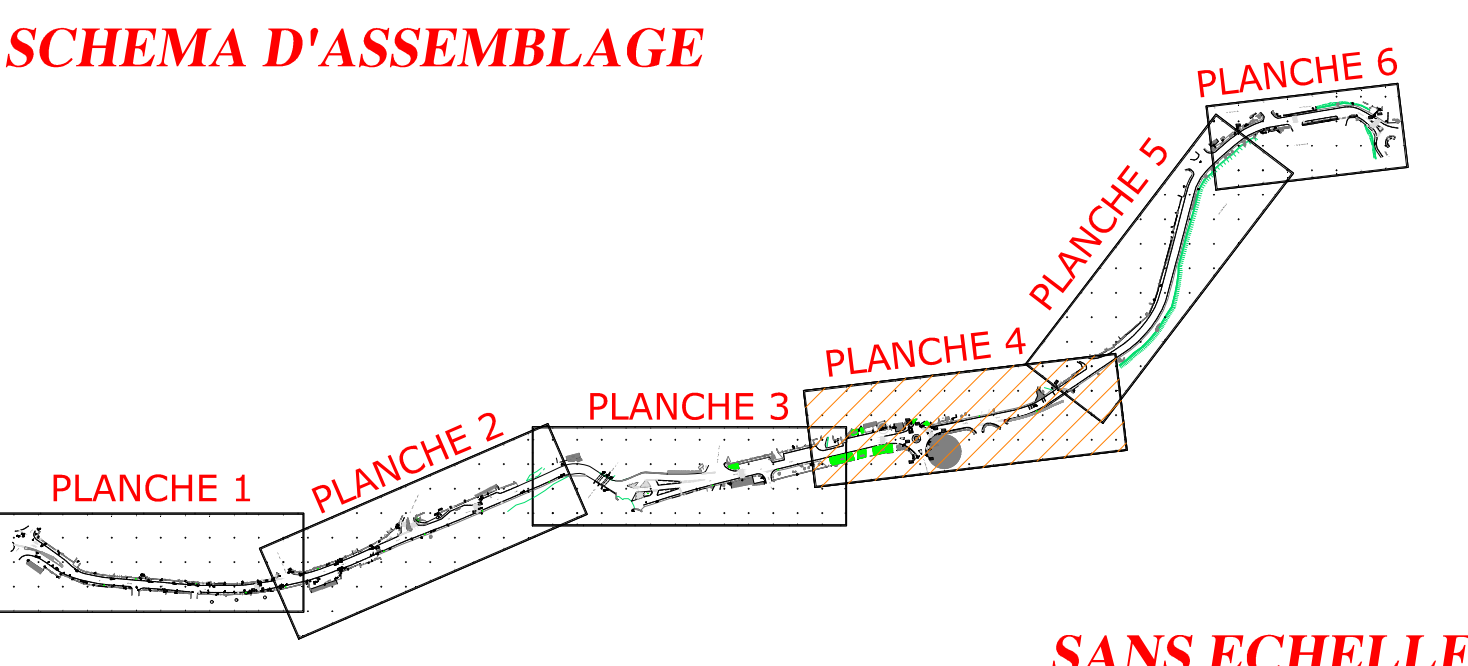 SCHEMA D'ASSEMBLAGE
PLANCHE 1
PLANCHE 2
PLANCHE 3
PLANCHE 4
PLANCHE 5
PLANCHE 6
SANS ECHELLE